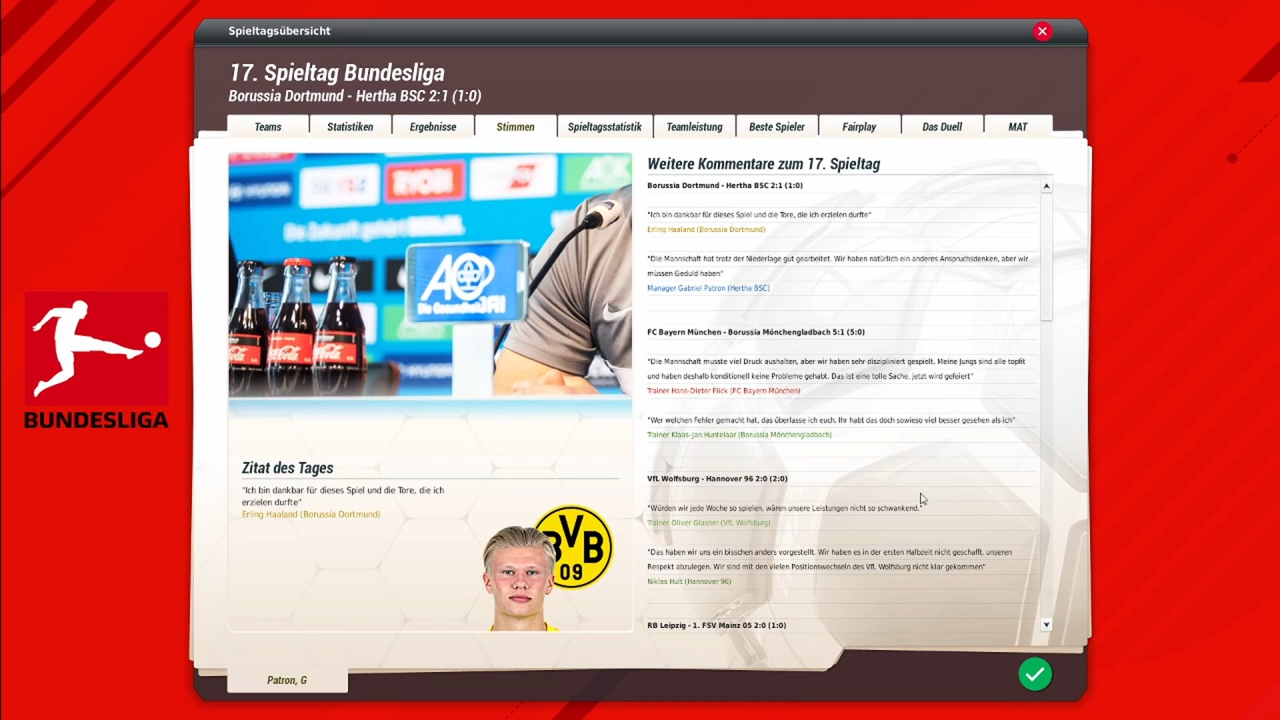 Spieltagsübersicht
17. Spieltag Bundesliga
Borussia Dortmund - Hertha BSC 2:1 (1:0)
Teams
Statistiken
Ergebnisse
Stimmen
Spieltagsstatistik
Teamleistung
Beste Spieler
Fairplay
Das Duell
MAT
RYOBI
AOK
Die Gesundheit
Coca-Cola
Weitere Kommentare zum 17. Spieltag
Borussia Dortmund - Hertha BSC 2:1 (1:0)
"Ich bin dankbar für dieses Spiel und die Tore, die ich erzielen durfte"
Erling Haaland (Borussia Dortmund)
"Die Mannschaft hat trotz der Niederlage gut gearbeitet. Wir haben natürlich ein anderes Anspruchsdenken, aber wir
müssen Geduld haben"
Manager Gabriel Patron (Hertha BSC)
FC Bayern München - Borussia Mönchengladbach 5:1 (5:0)
"Die Mannschaft musste viel Druck aushalten, aber wir haben sehr diszipliniert gespielt. Meine Jungs sind alle topfit
und haben deshalb konditionell keine Probleme gehabt. Das ist eine tolle Sache, jetzt wird gefeiert"
Trainer Hans-Dieter Flick (FC Bayern München)
"Wer welchen Fehler gemacht hat, das überlasse ich euch. Ihr habt das doch sowieso viel besser gesehen als ich"
Trainer Klaas-Jan Huntelaar (Borussia Mönchengladbach)
VfL Wolfsburg - Hannover 96 2:0 (2:0)
"Würden wir jede Woche so spielen, wären unsere Leistungen nicht so schwankend."
Trainer Oliver Glasner (VfL Wolfsburg)
"Das haben wir uns ein bisschen anders vorgestellt. Wir haben es in der ersten Halbzeit nicht geschafft, unseren
Respekt abzulegen. Wir sind mit den vielen Positionswechseln des VfL Wolfsburg nicht klar gekommen"
Niklas Hult (Hannover 96)
RB Leipzig - 1. FSV Mainz 05 2:0 (1:0)
Zitat des Tages
"Ich bin dankbar für dieses Spiel und die Tore, die ich
erzielen durfte"
Erling Haaland (Borussia Dortmund)
BVB
09
BUNDESLIGA
Patron, G